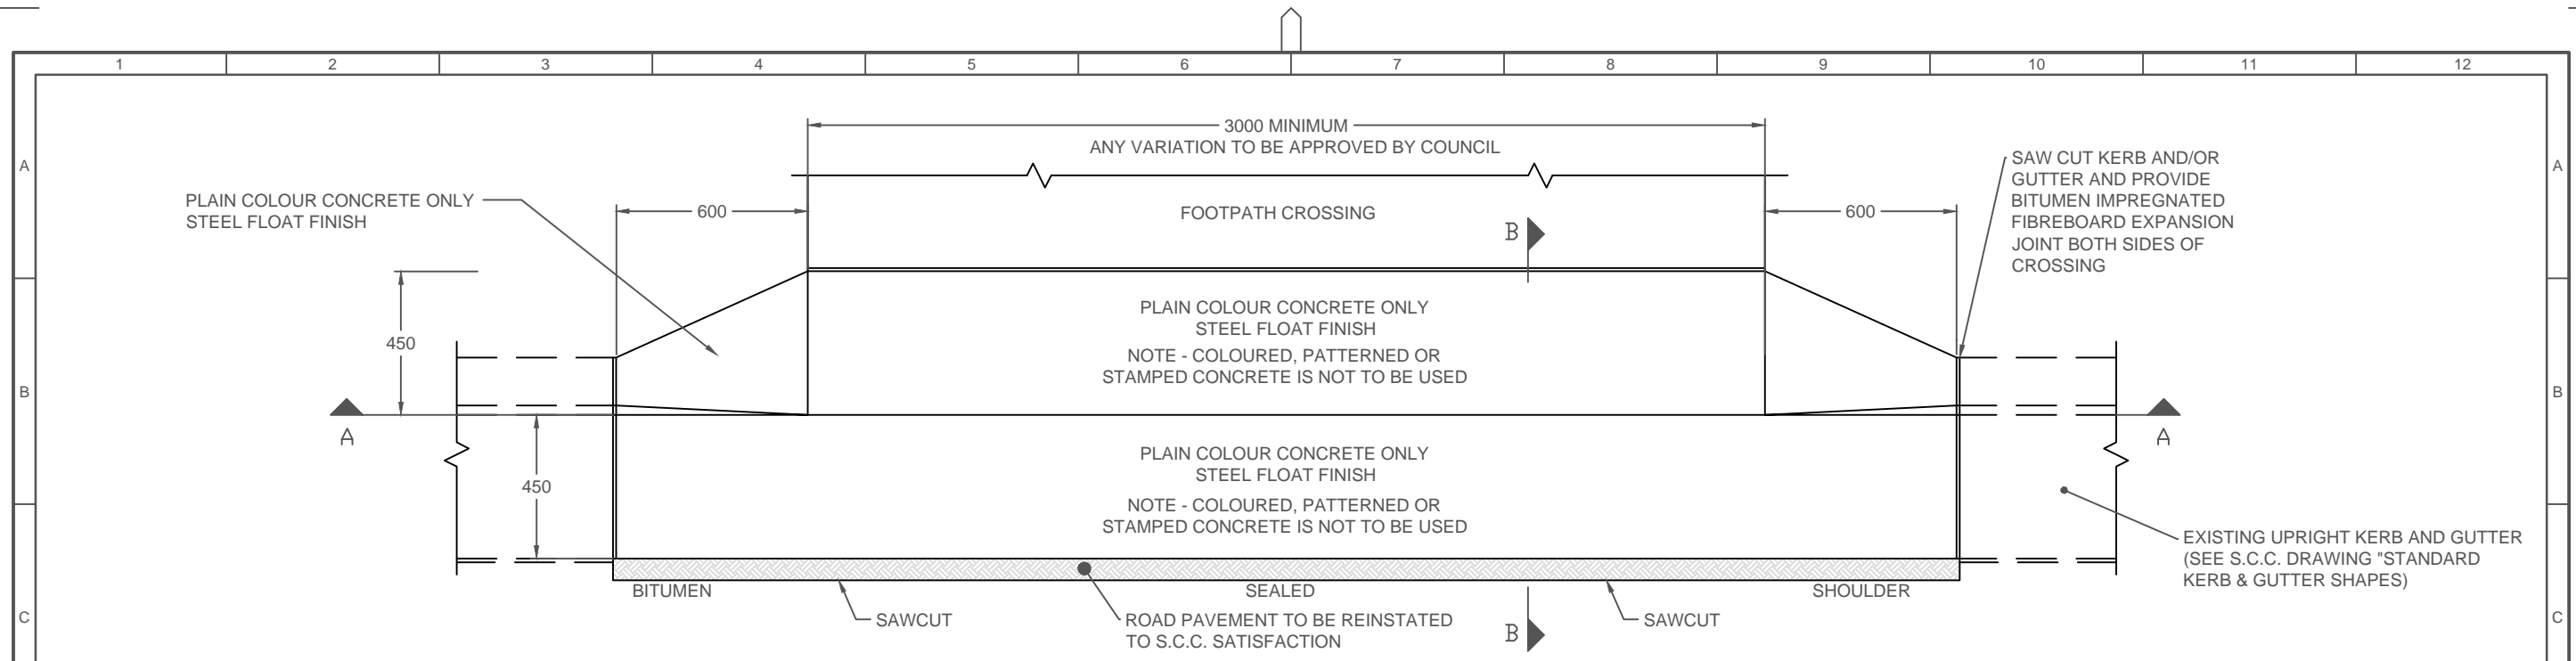 1 2 3 4 5 6 7 8 9 10 11 12
3000 MINIMUM
ANY VARIATION TO BE APPROVED BY COUNCIL
A
A
PLAIN COLOUR CONCRETE ONLY
STEEL FLOAT FINISH
600
FOOTPATH CROSSING
B
600
SAW CUT KERB AND/OR
GUTTER AND PROVIDE
BITUMEN IMPREGNATED
FIBREBOARD EXPANSION
JOINT BOTH SIDES OF
CROSSING
450
PLAIN COLOUR CONCRETE ONLY
STEEL FLOAT FINISH
NOTE - COLOURED, PATTERNED OR
STAMPED CONCRETE IS NOT TO BE USED
B
B
A
A
450
PLAIN COLOUR CONCRETE ONLY
STEEL FLOAT FINISH
NOTE - COLOURED, PATTERNED OR
STAMPED CONCRETE IS NOT TO BE USED
EXISTING UPRIGHT KERB AND GUTTER
(SEE S.C.C. DRAWING "STANDARD
KERB & GUTTER SHAPES)
BITUMEN SEALED SHOULDER
C
C
SAWCUT
ROAD PAVEMENT TO BE REINSTATED
TO S.C.C. SATISFACTION
B
SAWCUT